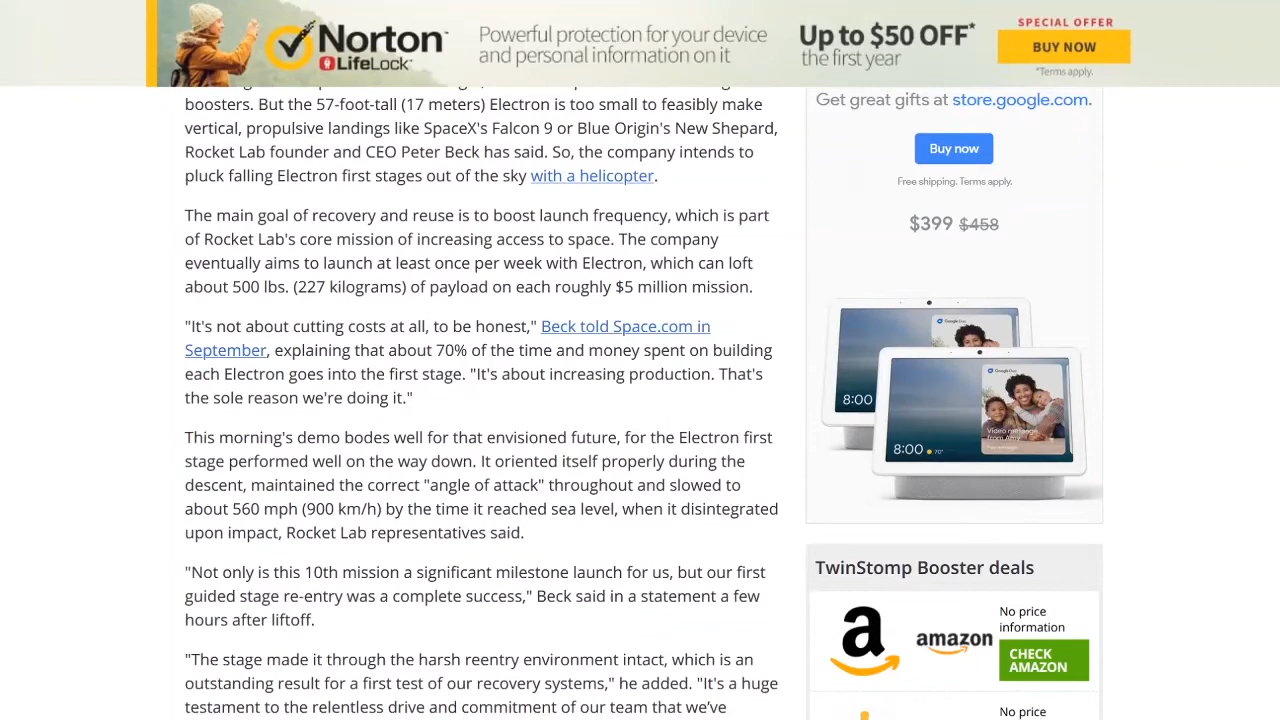 Norton
LifeLock
Powerful protection for your device
and personal information on it
Up to $50 OFF*
the first year
SPECIAL OFFER
BUY NOW
*Terms apply.
boosters. But the 57-foot-tall (17 meters) Electron is too small to feasibly make
vertical, propulsive landings like SpaceX's Falcon 9 or Blue Origin's New Shepard,
Rocket Lab founder and CEO Peter Beck has said. So, the company intends to
pluck falling Electron first stages out of the sky with a helicopter.
The main goal of recovery and reuse is to boost launch frequency, which is part
of Rocket Lab's core mission of increasing access to space. The company
eventually aims to launch at least once per week with Electron, which can loft
about 500 lbs. (227 kilograms) of payload on each roughly $5 million mission.
"It's not about cutting costs at all, to be honest," Beck told Space.com in
September, explaining that about 70% of the time and money spent on building
each Electron goes into the first stage. "It's about increasing production. That's
the sole reason we're doing it."
This morning's demo bodes well for that envisioned future, for the Electron first
stage performed well on the way down. It oriented itself properly during the
descent, maintained the correct "angle of attack" throughout and slowed to
about 560 mph (900 km/h) by the time it reached sea level, when it disintegrated
upon impact, Rocket Lab representatives said.
"Not only is this 10th mission a significant milestone launch for us, but our first
guided stage re-entry was a complete success," Beck said in a statement a few
hours after liftoff.
"The stage made it through the harsh reentry environment intact, which is an
outstanding result for a first test of our recovery systems," he added. "It's a huge
testament to the relentless drive and commitment of our team that we've
Get great gifts at store.google.com.
Buy now
Free shipping. Terms apply.
$399 $458
Google Duo
8:00
Google Duo
Video message
from Amy
8:00 70°
TwinStomp Booster deals
a
amazon
No price
information
CHECK
AMAZON
No price